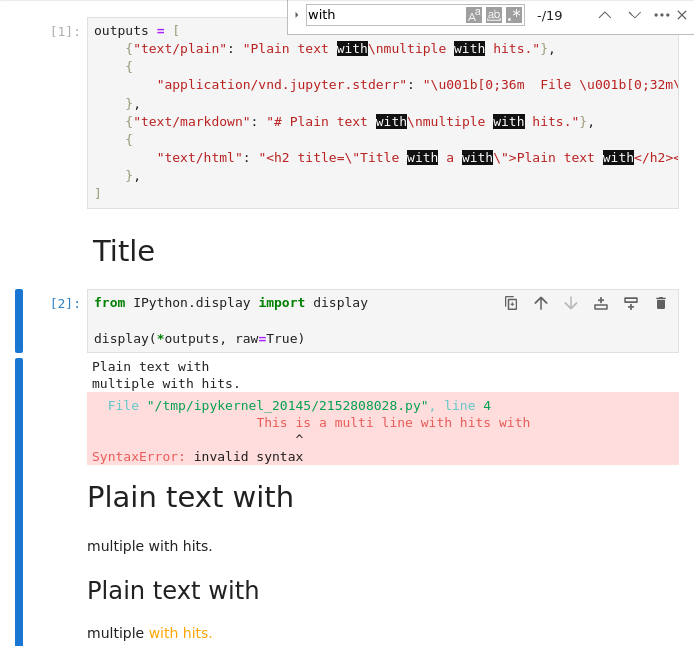 with
-/19
[1]:
outputs = [
    {"text/plain": "Plain text with\nmultiple with hits."},
    {
        "application/vnd.jupyter.stderr": "\u001b[0;36m  File \u001b[0;32m\
    },
    {"text/markdown": "# Plain text with\nmultiple with hits."},
    {
        "text/html": "<h2 title=\"Title with a with\">Plain text with</h2><
    },
]
Title
[2]:
from IPython.display import display
display(*outputs, raw=True)
Plain text with
multiple with hits.
  File "/tmp/ipykernel_20145/2152808028.py", line 4
    This is a multi line with hits with
         ^
SyntaxError: invalid syntax
Plain text with
multiple with hits.
Plain text with
multiple with hits.